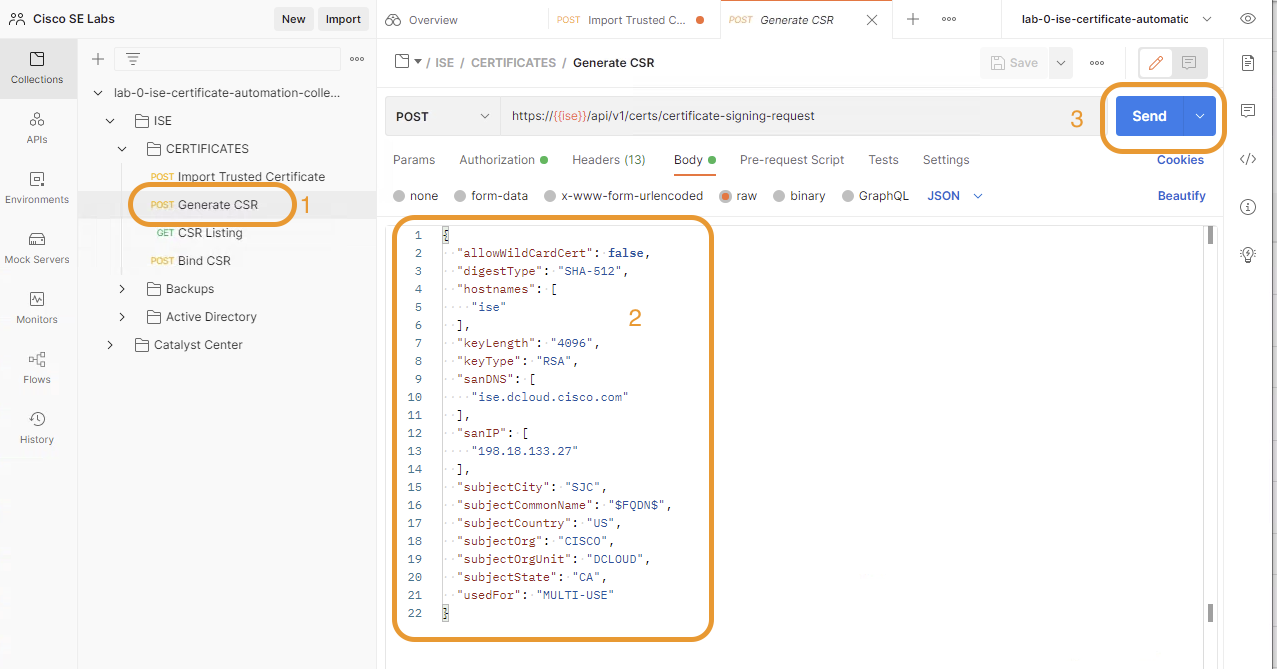 Cisco SE Labs
New
Import
Overview
POST Import Trusted C...
POST Generate CSR
lab-0-ise-certificate-automatic
Collections
APIs
Environments
Mock Servers
Monitors
Flows
History
lab-0-ise-certificate-automation-colle...
ISE
CERTIFICATES
POST Import Trusted Certificate
POST Generate CSR
1
GET CSR Listing
POST Bind CSR
Backups
Active Directory
Catalyst Center
/ ISE / CERTIFICATES / Generate CSR
Save
POST
https://{{ise}}/api/v1/certs/certificate-signing-request
3
Send
Params Authorization Headers (13) Body Pre-request Script Tests Settings
Cookies
none form-data x-www-form-urlencoded raw binary GraphQL JSON
Beautify
1 {
2 "allowWildCardCert": false,
3 "digestType": "SHA-512",
4 "hostnames": [
5 "ise"
6 ],
7 "keyLength": "4096",
8 "keyType": "RSA",
9 "sanDNS": [
10 "ise.dcloud.cisco.com"
11 ],
12 "sanIP": [
13 "198.18.133.27"
14 ],
15 "subjectCity": "SJC",
16 "subjectCommonName": "$FQDN$",
17 "subjectCountry": "US",
18 "subjectOrg": "CISCO",
19 "subjectOrgUnit": "DCLOUD",
20 "subjectState": "CA",
21 "usedFor": "MULTI-USE"
22 }
2